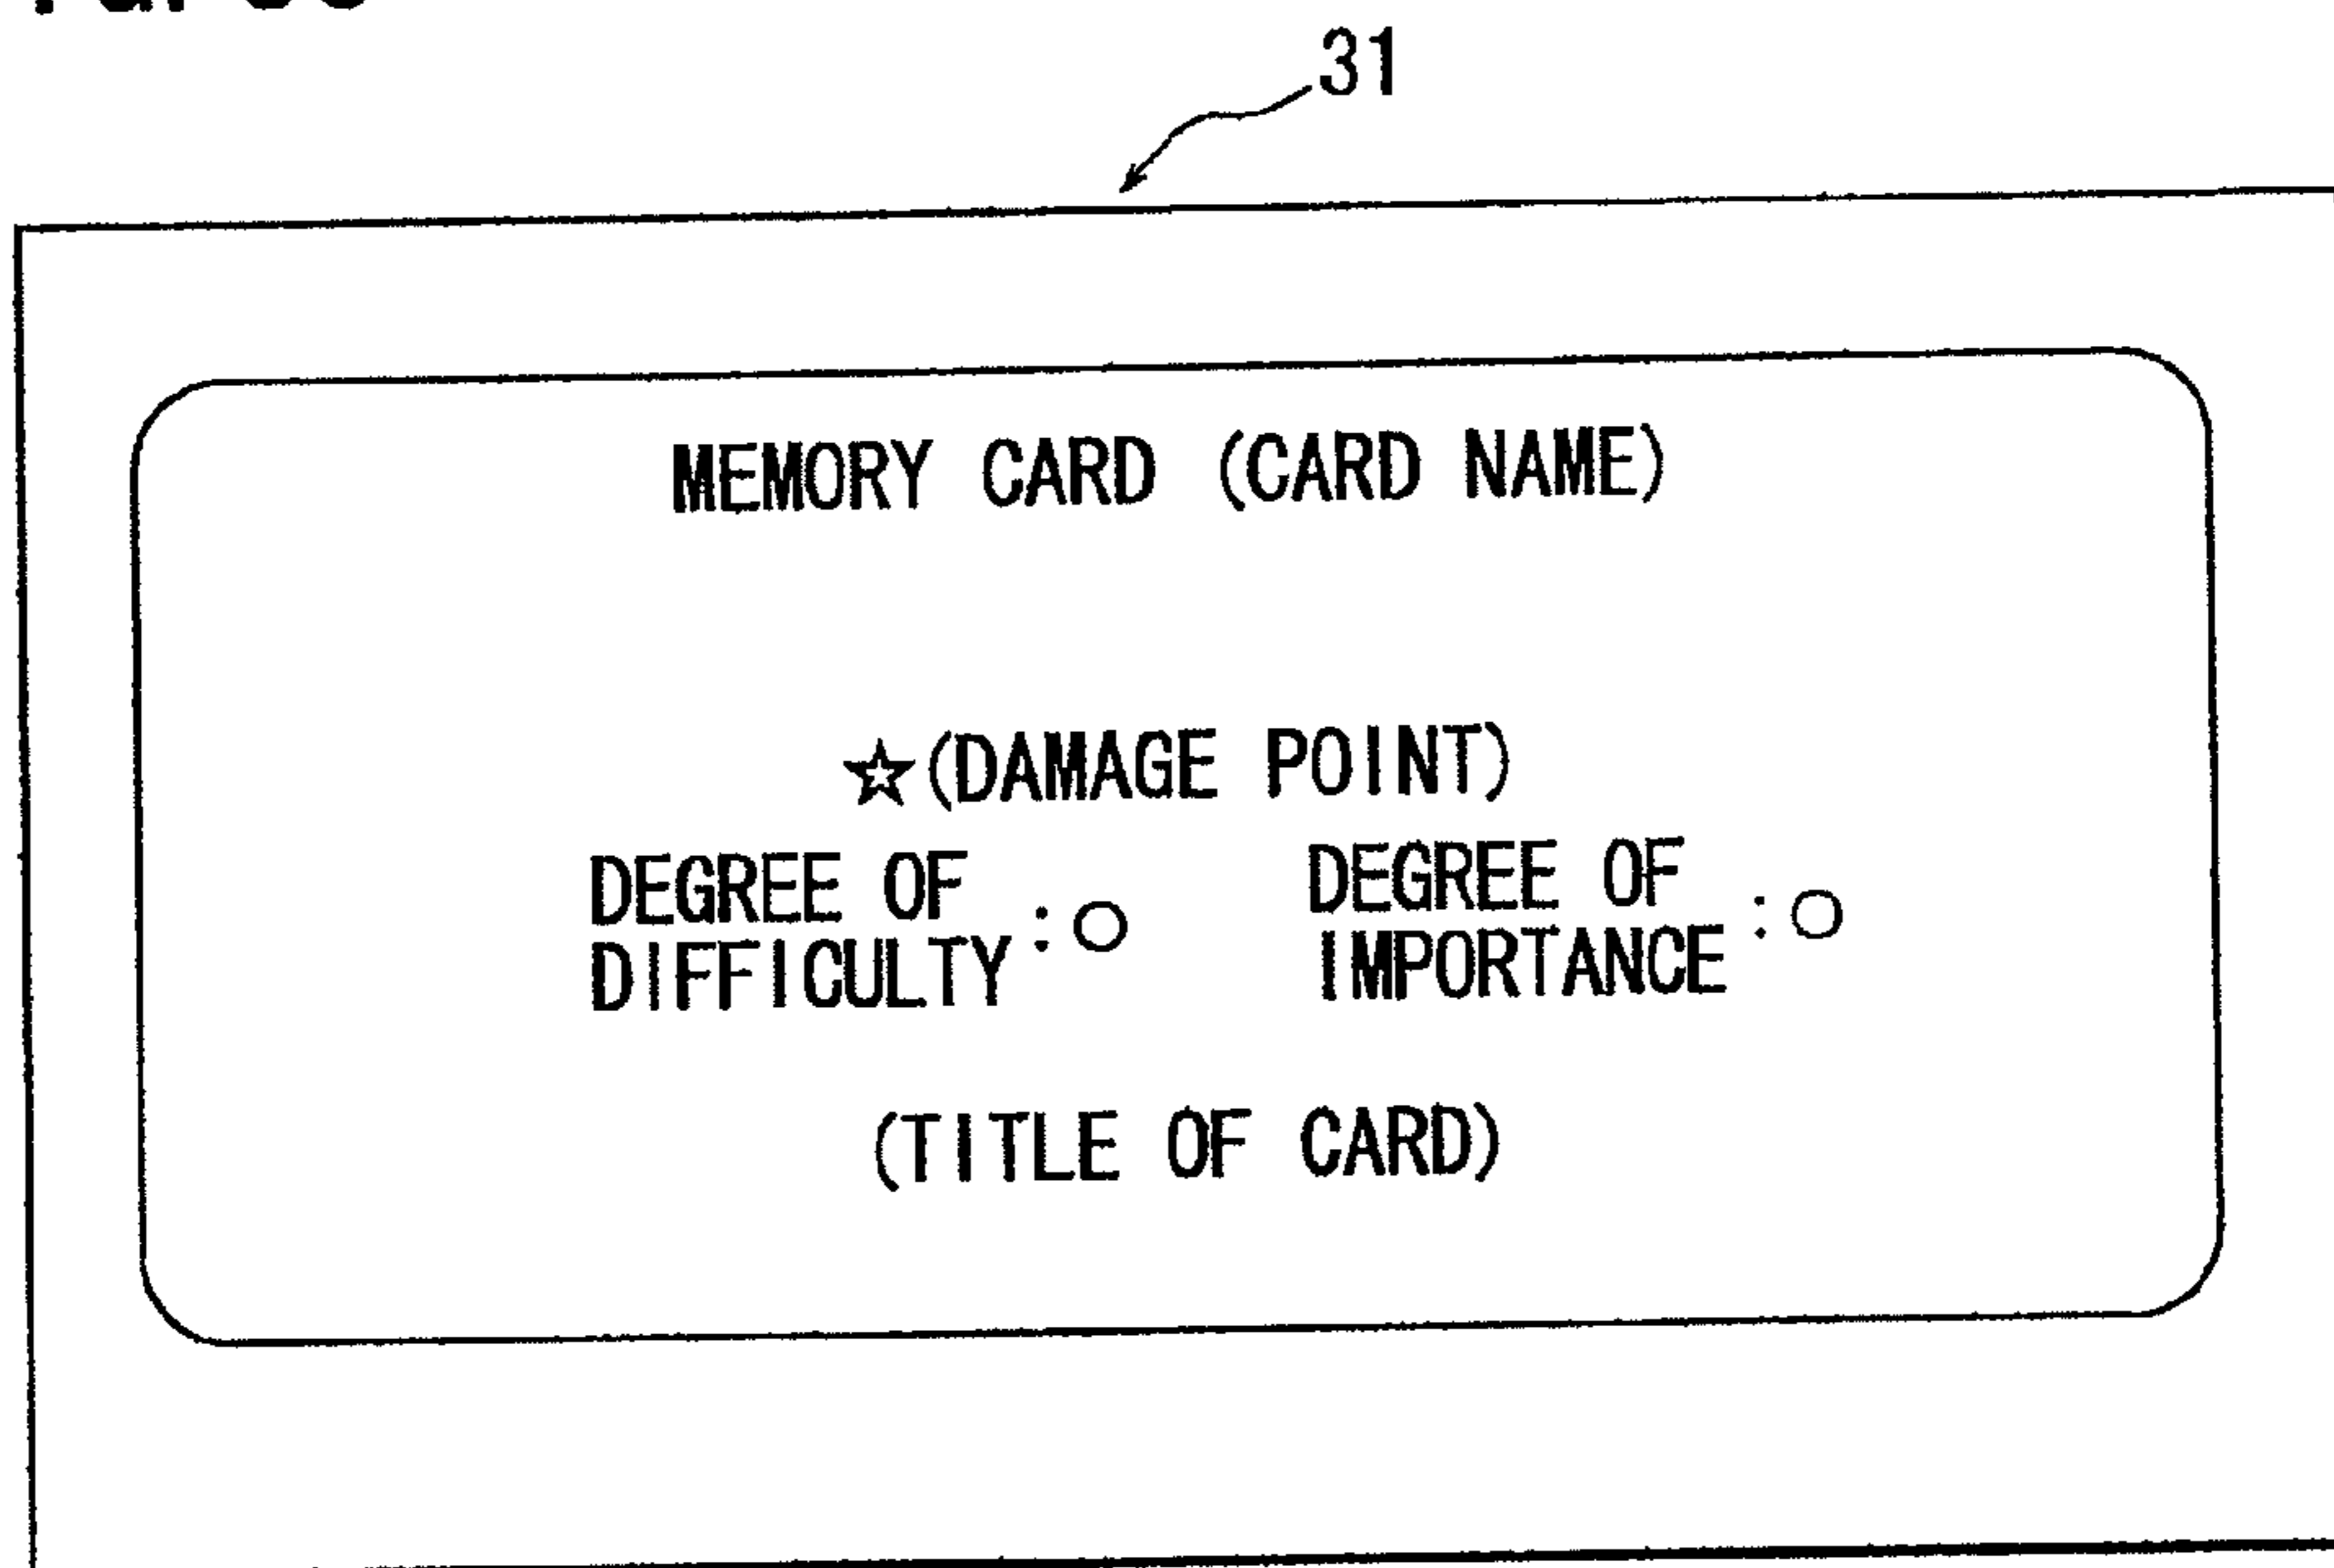 31
MEMORY CARD (CARD NAME)
☆(DAMAGE POINT)
DEGREE OF DIFFICULTY:○ DEGREE OF IMPORTANCE:○
(TITLE OF CARD)